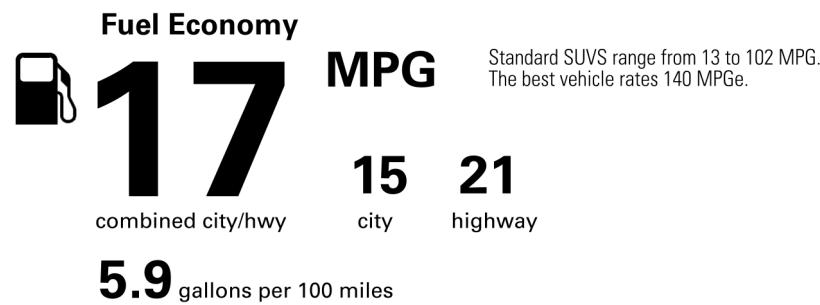 Fuel Economy
17 MPG
Standard SUVS range from 13 to 102 MPG.
The best vehicle rates 140 MPGe.
15 21
combined city/hwy city highway
5.9 gallons per 100 miles